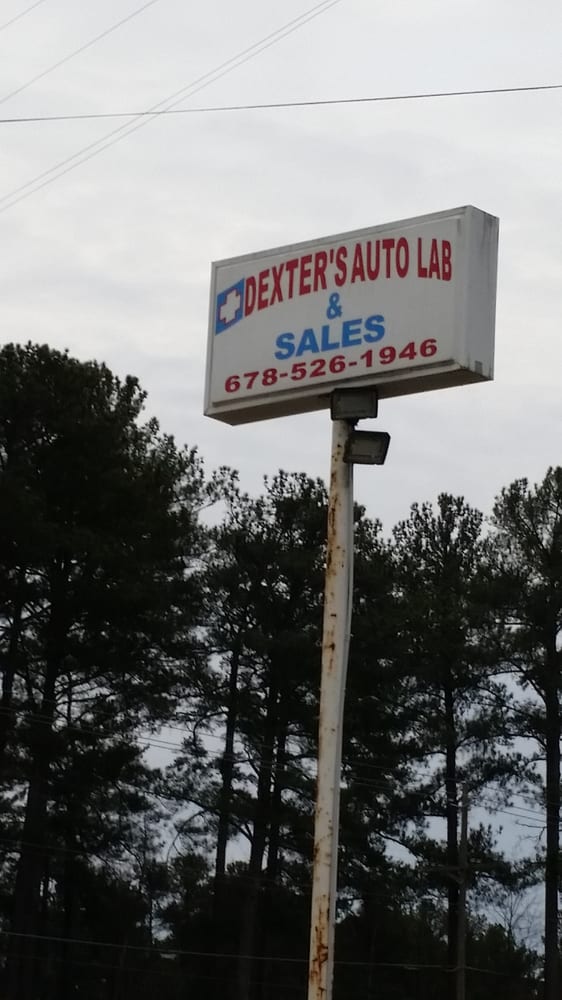 DEXTER'S AUTO LAB
&
SALES
678-526-1946